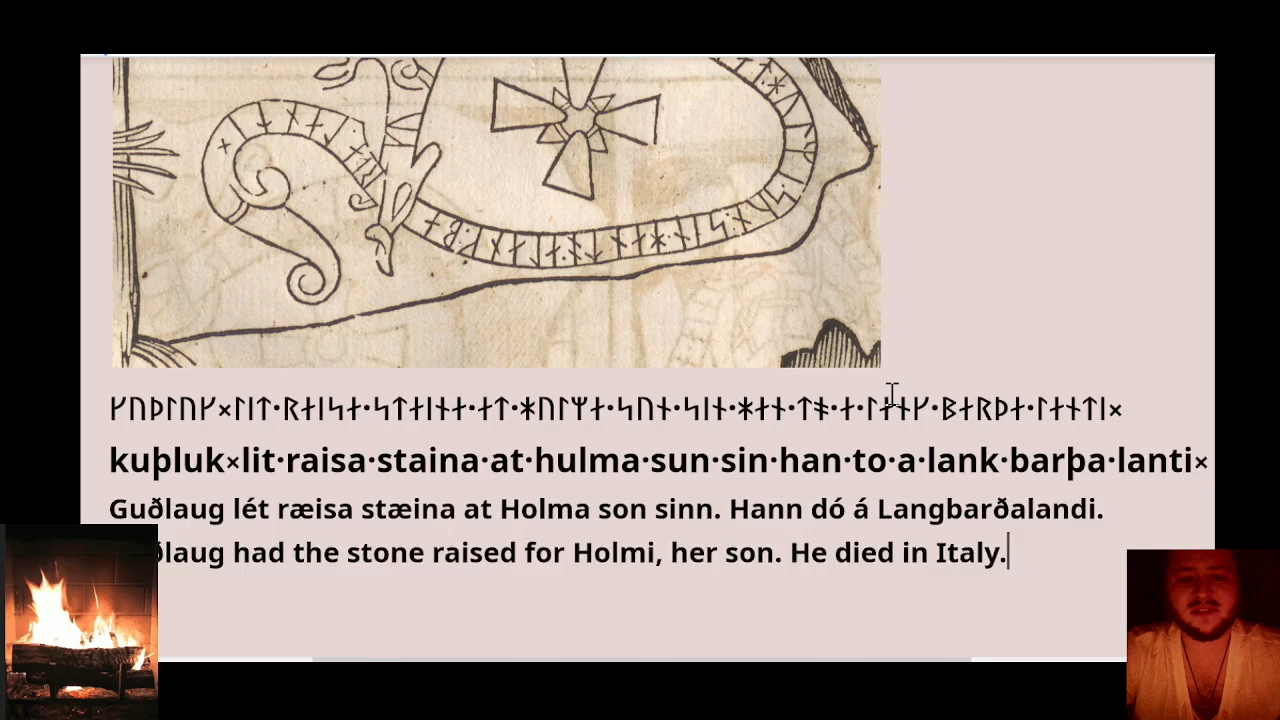 ᚴᚢᚦᛚᚢᚴ×ᛚᛁᛏ·ᚱᛅᛁᛋᛅ·ᛋᛏᛅᛁᚾᛅ·ᛅᛏ·ᚼᚢᛚᛘᛅ·ᛋᚢᚾ·ᛋᛁᚾ·ᚼᛅᚾ·ᛏᚬ·ᛅ·ᛚᛅᚾᚴ·ᛒᛅᚱᚦᛅ·ᛚᛅᚾᛏᛁ×
kuþluk×lit·raisa·staina·at·hulma·sun·sin·han·to·a·lank·barþa·lanti×
Guðlaug lét ræisa stæina at Holma son sinn. Hann dó á Langbarðalandi.
ðlaug had the stone raised for Holmi, her son. He died in Italy.